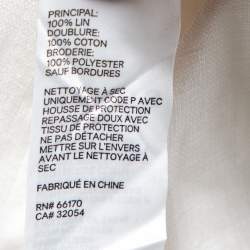 PRINCIPAL:
100% LIN
DOUBLURE:
100% COTON
BRODERIE:
100% POLYESTER
SAUF BORDURES
NETTOYAGE À SEC
UNIQUEMENT CODE P AVEC
HOUSSE DE PROTECTION
REPASSAGE DOUX AVEC
TISSU DE PROTECTION
NE PAS DÉTACHER
METTRE SUR L'ENVERS
AVANT LE NETTOYAGE À
SEC
FABRIQUÉ EN CHINE
RN# 66170
CA# 32054